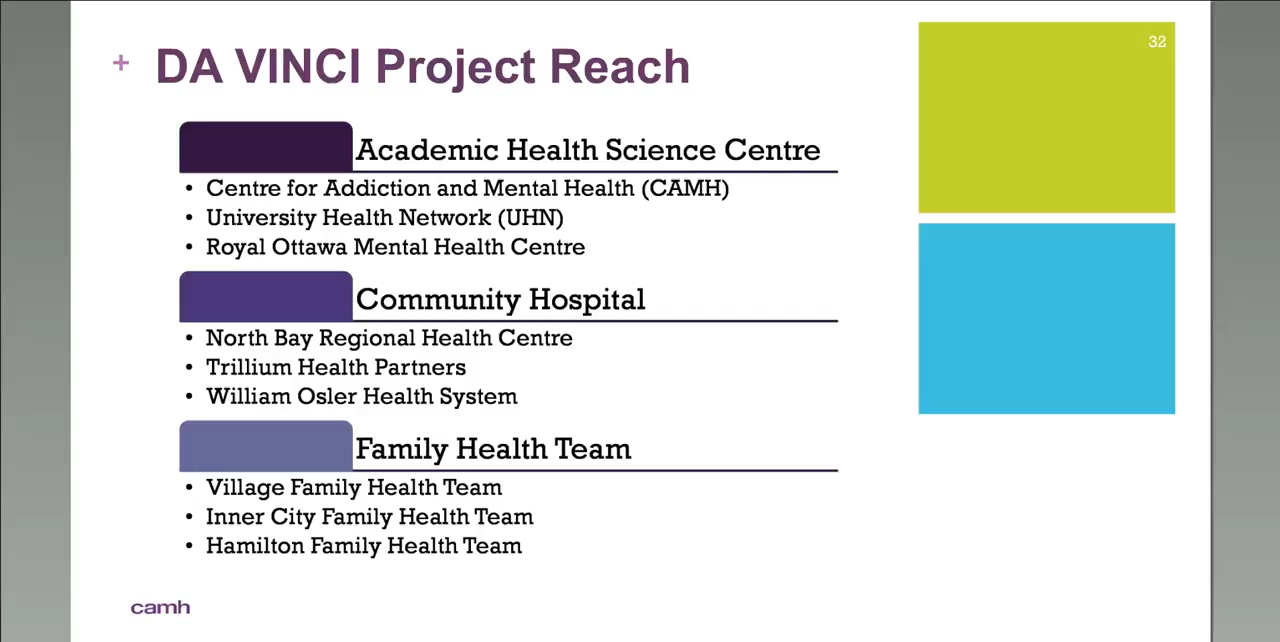 32
+ DA VINCI Project Reach
Academic Health Science Centre
• Centre for Addiction and Mental Health (CAMH)
• University Health Network (UHN)
• Royal Ottawa Mental Health Centre
Community Hospital
• North Bay Regional Health Centre
• Trillium Health Partners
• William Osler Health System
Family Health Team
• Village Family Health Team
• Inner City Family Health Team
• Hamilton Family Health Team
camh